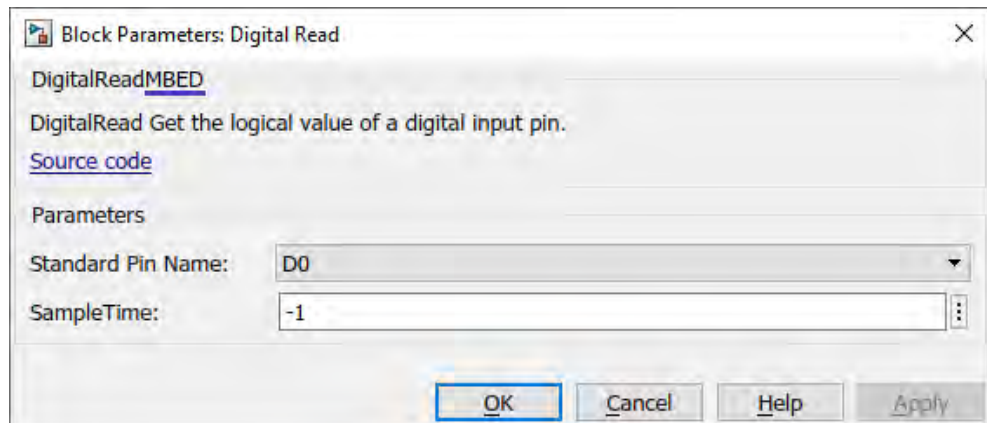 Block Parameters: Digital Read
DigitalReadMBED
DigitalRead Get the logical value of a digital input pin.
Source code
Parameters
Standard Pin Name: D0
SampleTime: -1
OK Cancel Help Apply